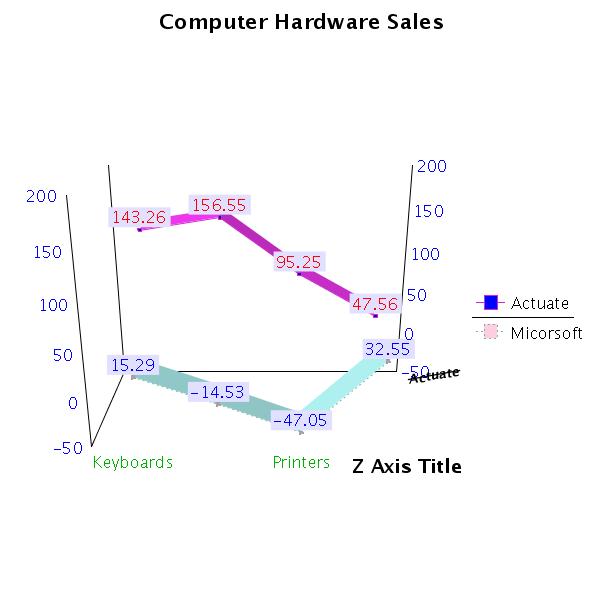 Computer Hardware Sales
200
150
100
50
0
−50
200
150
100
50
0
−50
143.26
156.55
95.25
47.56
15.29
−14.53
−47.05
32.55
Actuate
Keyboards
Printers
Z Axis Title
Actuate
Micorsoft